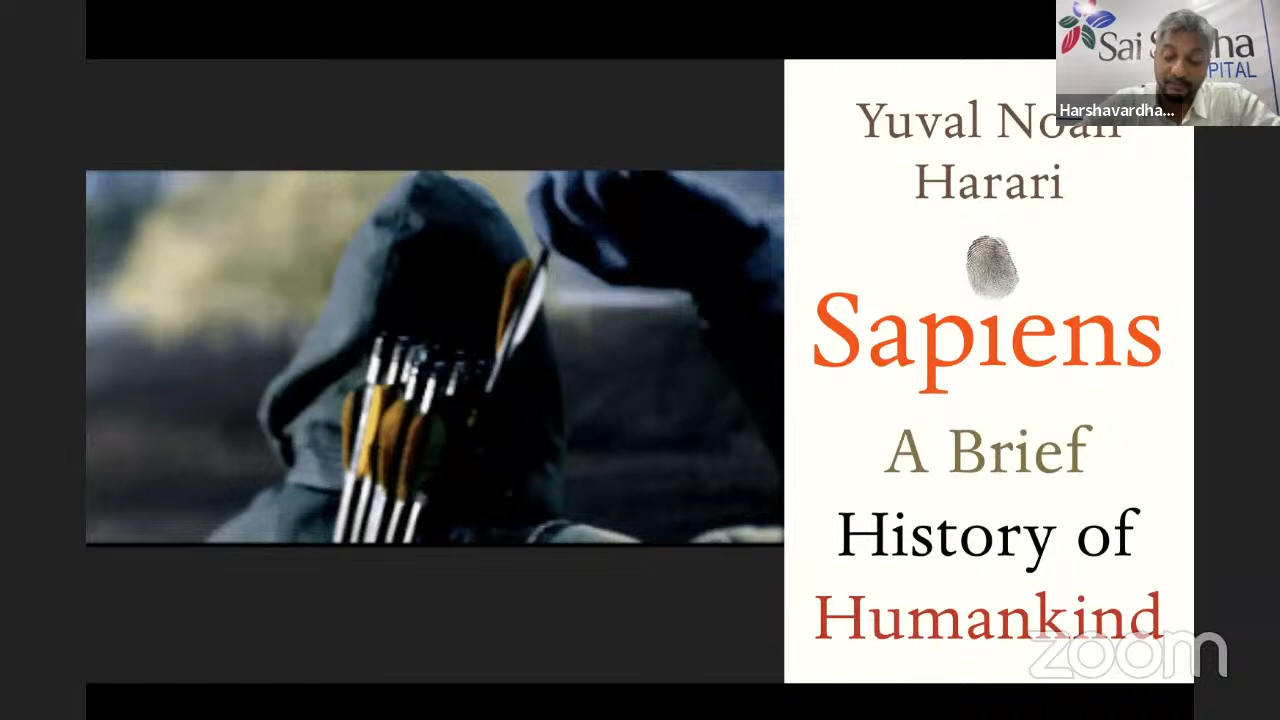 Sai
PITAL
Harshavardha...
Yuval Noah
Harari
Sapiens
A Brief
History of
Humankind
zoom